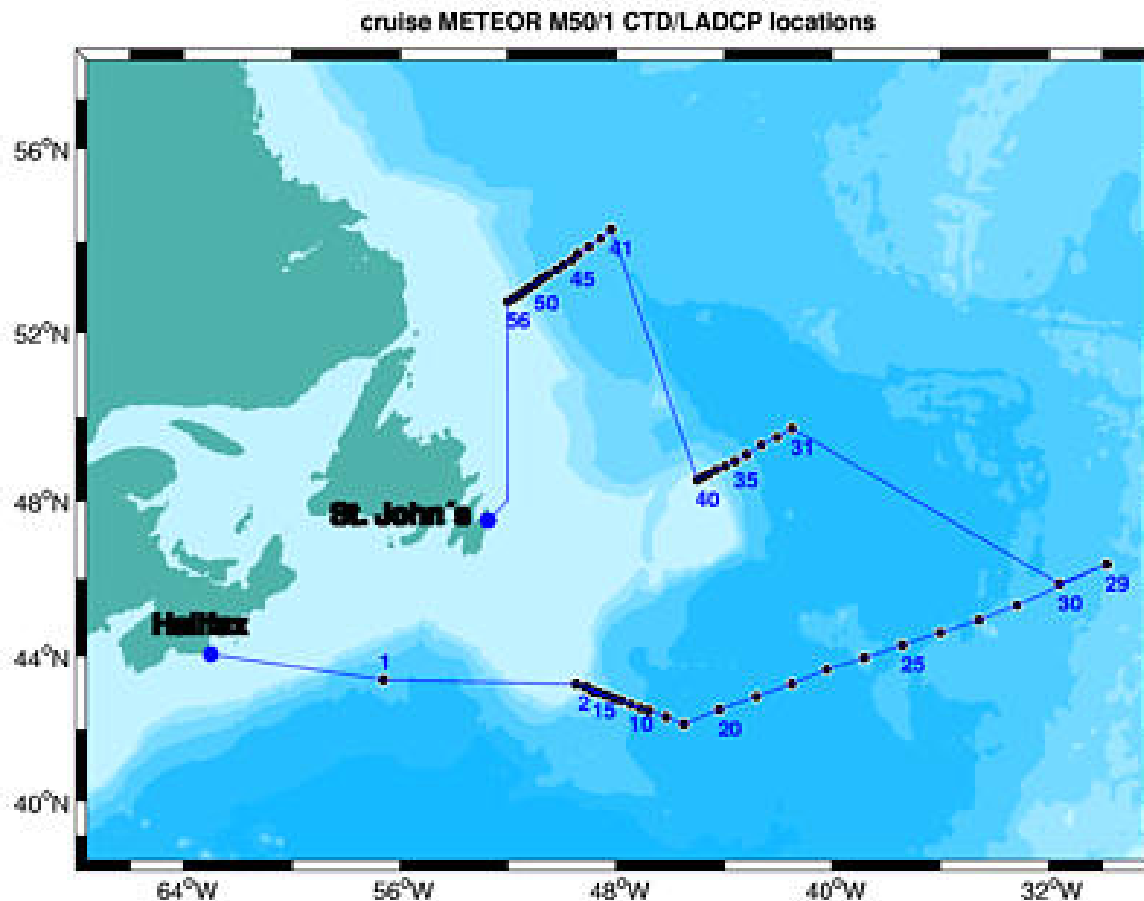 cruise METEOR M50/1 CTD/LADCP locations
56°N
41
45
50
56
52°N
31
35
40
48°N
St. John's
29
30
Halifax
44°N
1
25
2
15
10
20
40°N
64°W
56°W
48°W
40°W
32°W